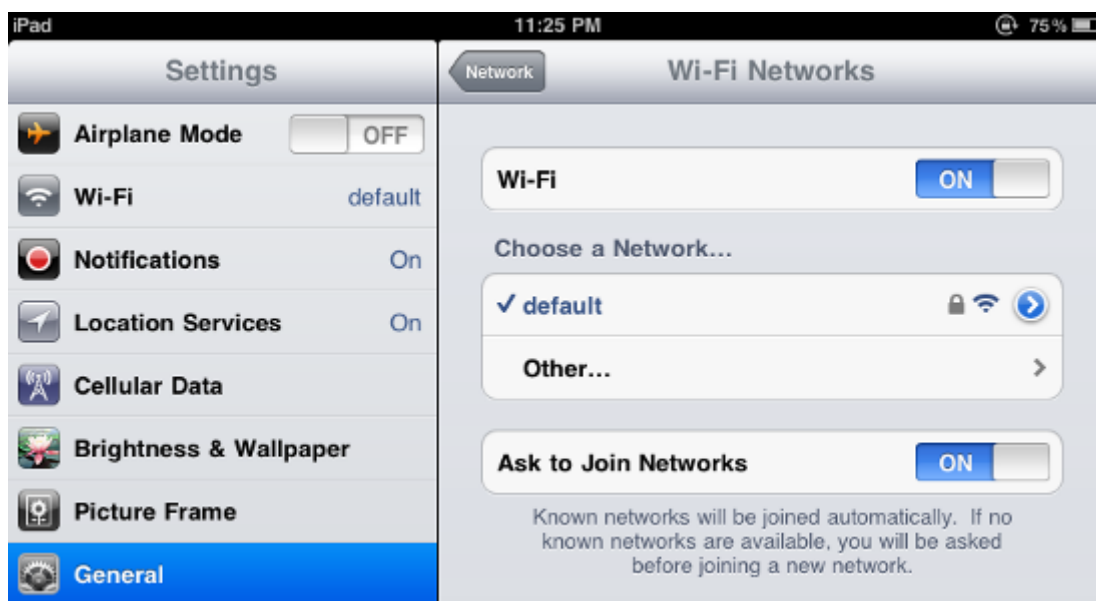 iPad 11:25 PM 75%
Settings
Airplane Mode OFF
Wi-Fi default
Notifications On
Location Services On
Cellular Data
Brightness & Wallpaper
Picture Frame
General
Network Wi-Fi Networks
Wi-Fi ON
Choose a Network...
default
Other...
Ask to Join Networks ON
Known networks will be joined automatically. If no
known networks are available, you will be asked
before joining a new network.